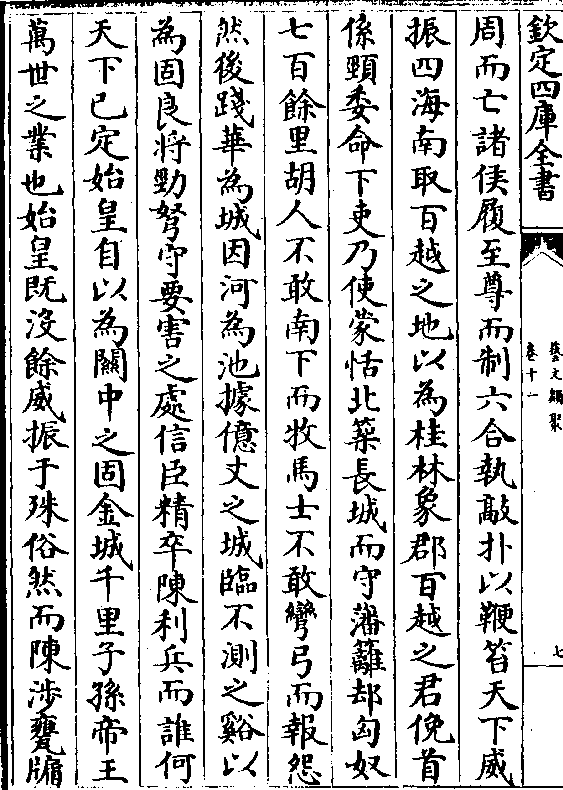 欽定四庫全書
藝文類聚
卷十一
七
周而亡諸侯履至尊而制六合執敲扑以鞭笞天下威
振四海南取百越之地以為桂林象郡百越之君俛首
係頸委命下吏乃使蒙恬北築長城而守藩籬却匈奴
七百餘里胡人不敢南下而牧馬士不敢彎弓而報怨
然後踐華為城因河為池據億丈之城臨不測之谿以
為固良將勁弩守要害之處信臣精卒陳利兵而誰何
天下已定始皇自以為關中之固金城千里子孫帝王
萬世之業也始皇既沒餘威振于殊俗然而陳涉甕牖